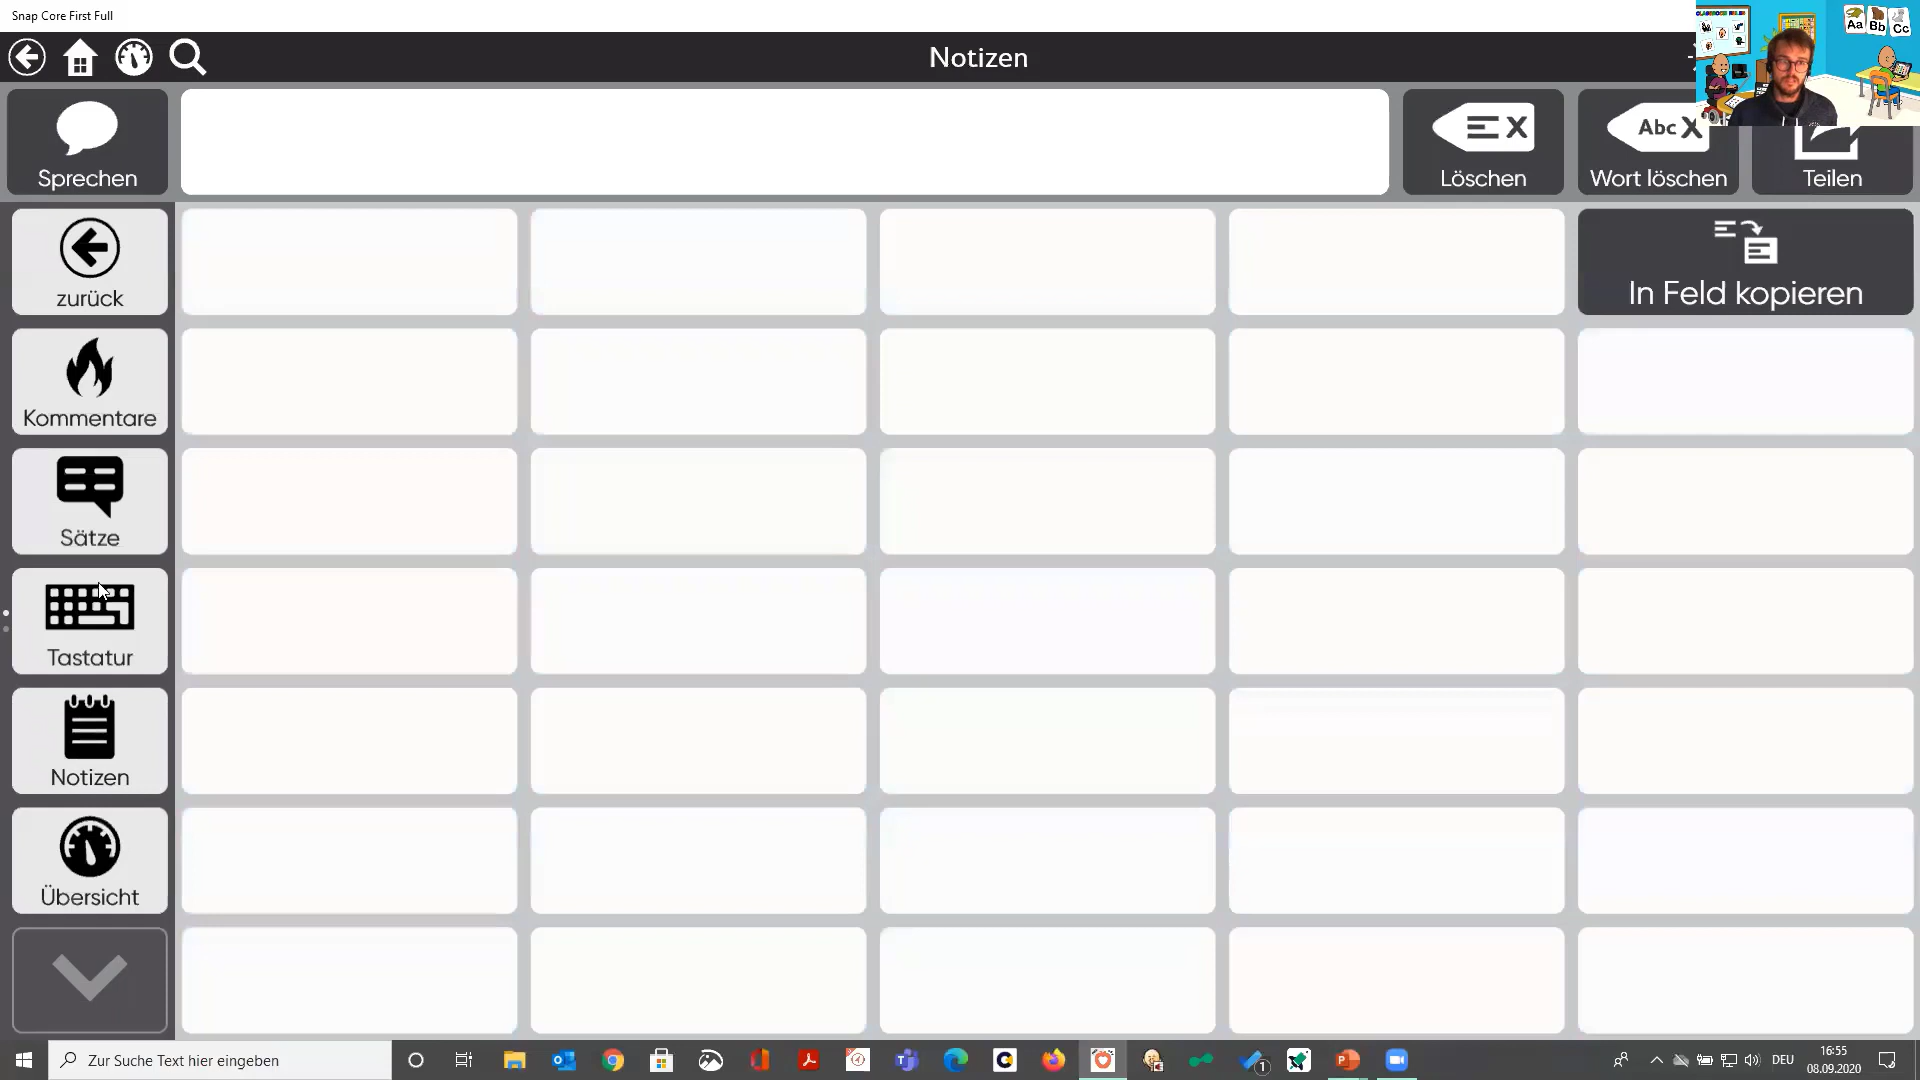 Snap Core First Full
Notizen
Aa Bb Cc
Sprechen
Löschen
Abc X
Wort löschen
Teilen
zurück
In Feld kopieren
Kommentare
Sätze
Tastatur
Notizen
Übersicht
Zur Suche Text hier eingeben
1
DEU
16:55
08.09.2020